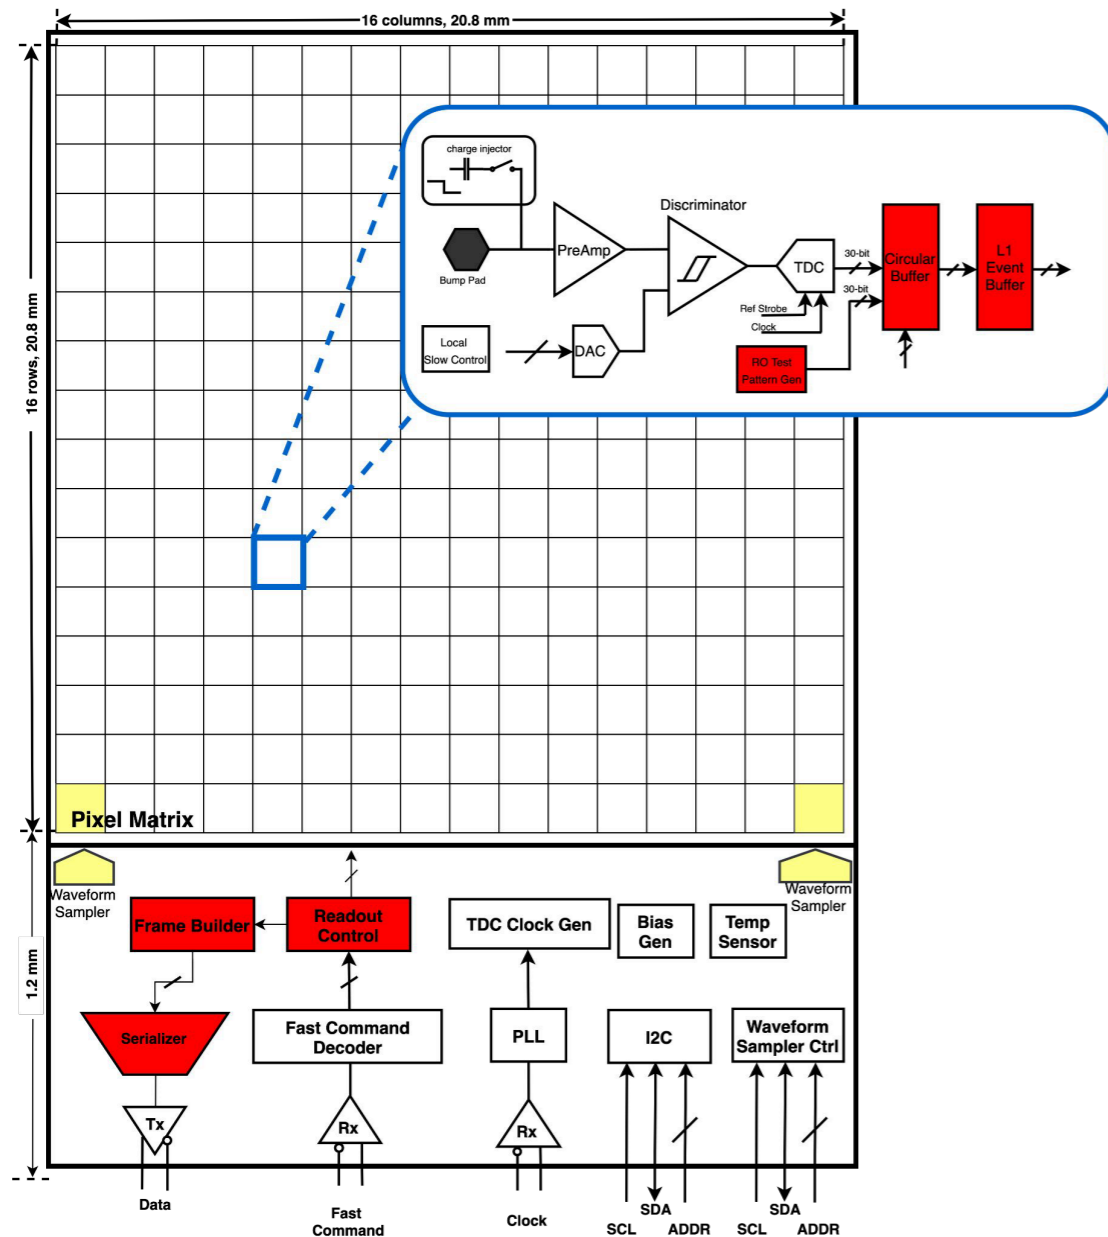 16 columns, 20.8 mm
16 rows, 20.8 mm
charge injector
Bump Pad
PreAmp
Discriminator
TDC
30-bit
30-bit
Ref Strobe
Clock
Circular
Buffer
L1
Event
Buffer
Local
Slow Control
DAC
RO Test
Pattern Gen
Pixel Matrix
1.2 mm
Waveform
Sampler
Waveform
Sampler
Frame Builder
Readout
Control
TDC Clock Gen
Bias
Gen
Temp
Sensor
Serializer
Fast Command
Decoder
PLL
I2C
Waveform
Sampler Ctrl
Tx
Rx
Rx
Data
Fast
Command
Clock
SCL
SDA
ADDR
SCL
SDA
ADDR